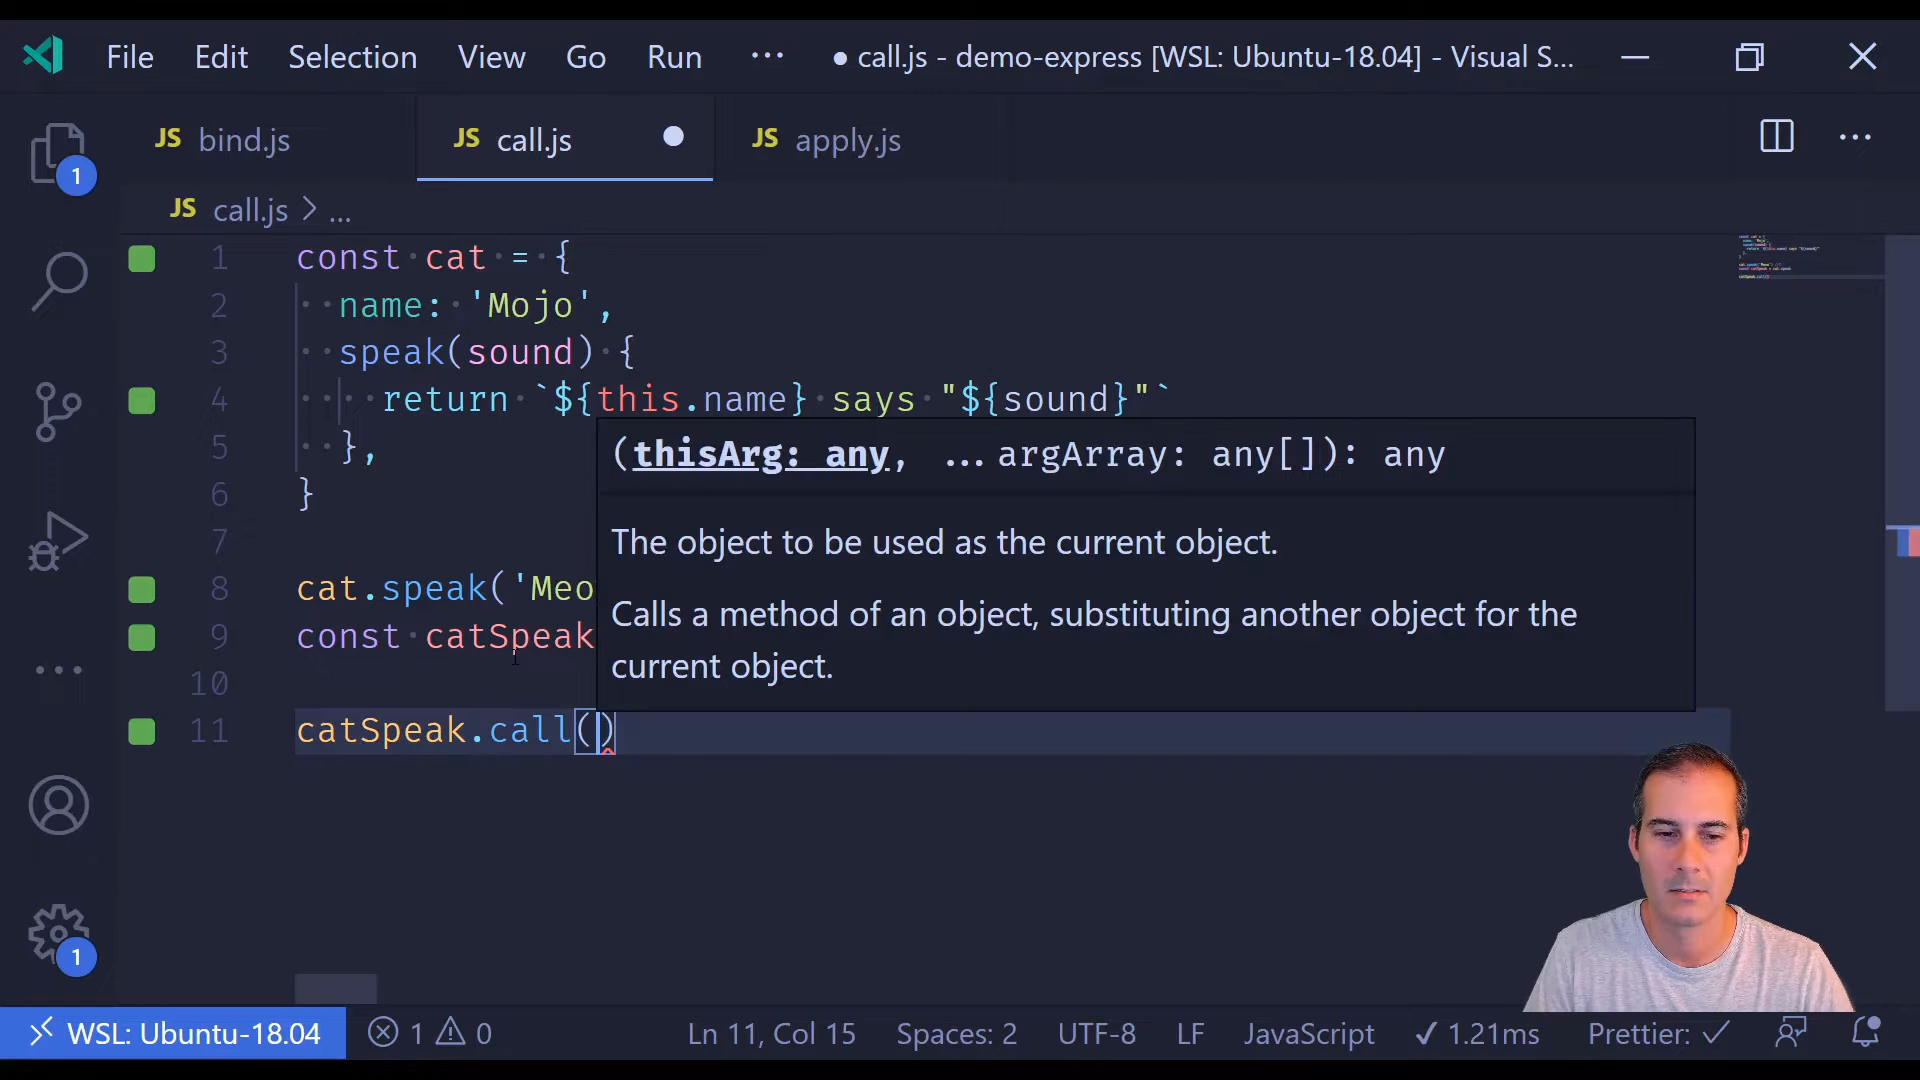 File Edit Selection View Go Run ··· ● call.js - demo-express [WSL: Ubuntu-18.04] - Visual S...
JS bind.js JS call.js JS apply.js
JS call.js > ...
1 const cat = {
2 name: 'Mojo',
3 speak(sound) {
4 return `${this.name} says "${sound}"`
5 },
6 }
7
8 cat.speak('Meo
9 const catSpeak
10
11 catSpeak.call()
(thisArg: any, ...argArray: any[]): any
The object to be used as the current object.
Calls a method of an object, substituting another object for the
current object.
1
1
WSL: Ubuntu-18.04 1 0 Ln 11, Col 15 Spaces: 2 UTF-8 LF JavaScript ✓ 1.21ms Prettier: ✓